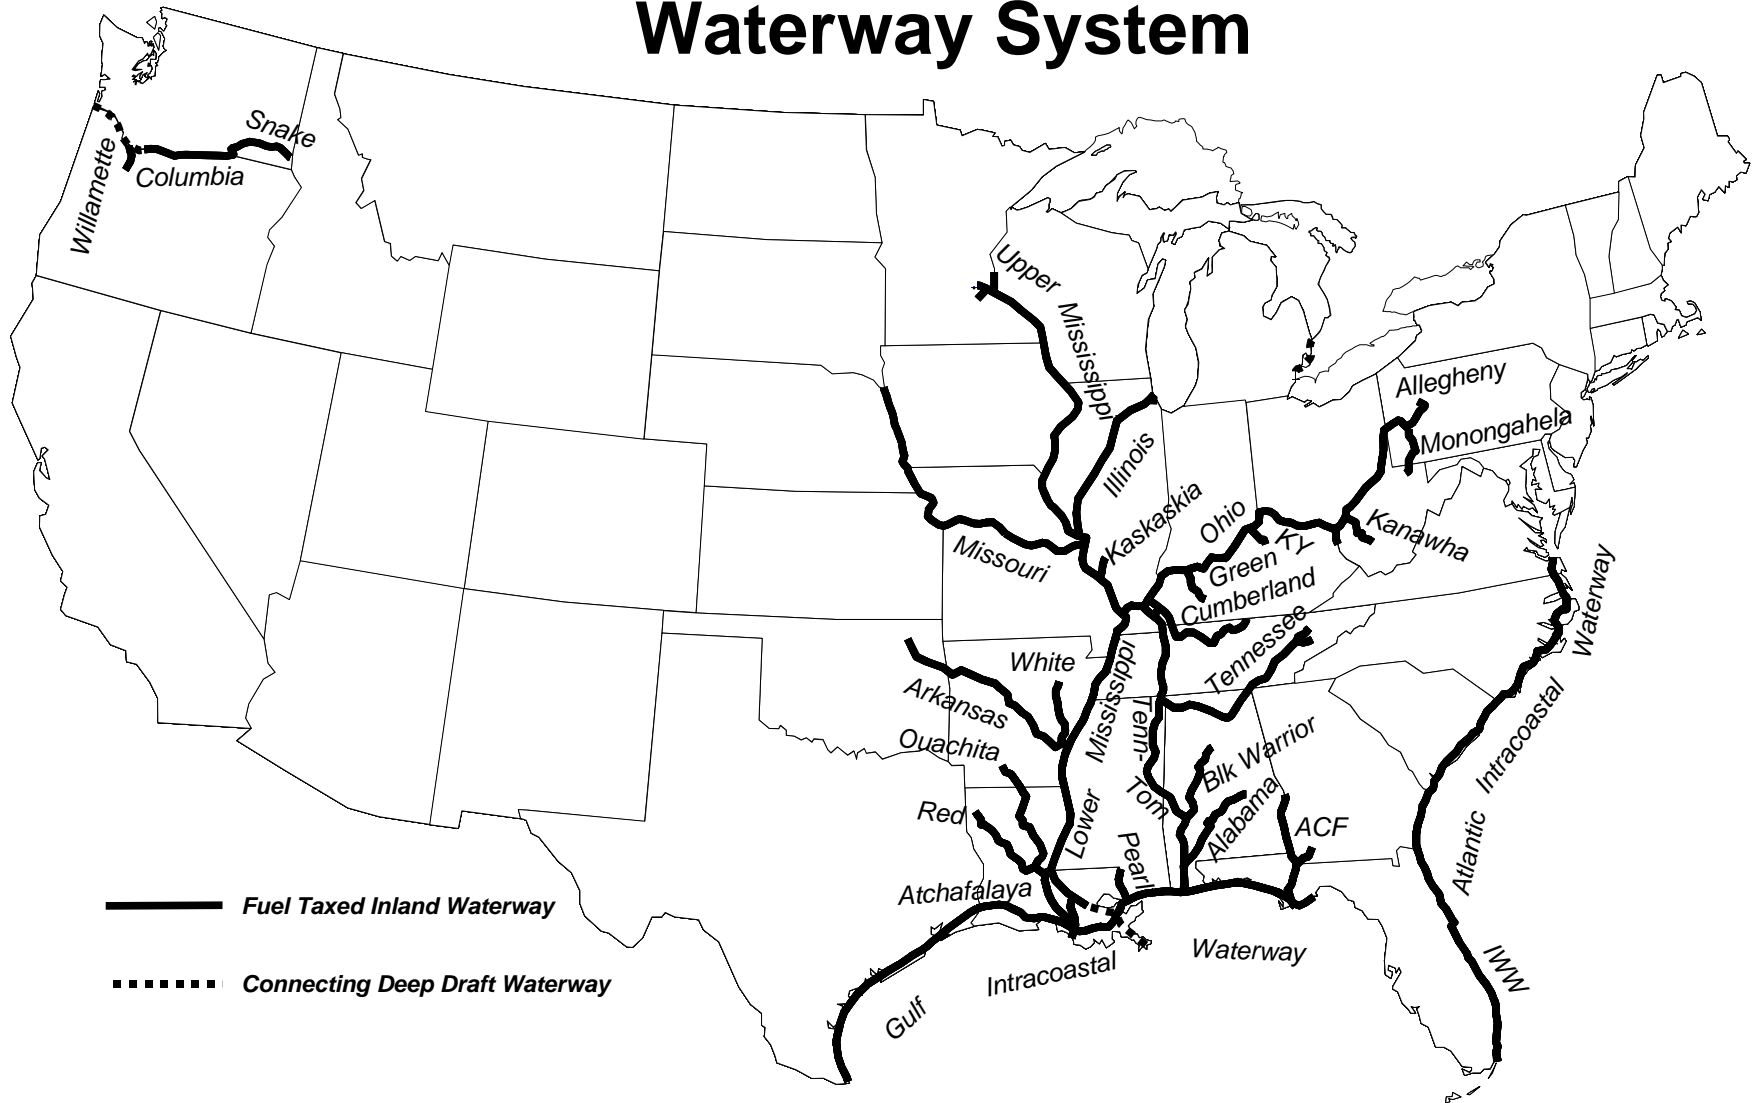 Waterway System
Snake
Willamette
Columbia
Upper
Mississippi
Allegheny
Monongahela
Illinois
Kaskaskia
Ohio
KY
Kanawha
Missouri
Green
Cumberland
Waterway
Tennessee
White
Arkansas
Mississippi
Tenn-
Tom
Intracoastal
Ouachita
Blk Warrior
Alabama
Red
Lower
Pearl
ACF
Atlantic
Atchafalaya
Fuel Taxed Inland Waterway
Waterway
Intracoastal
IWW
Connecting Deep Draft Waterway
Gulf